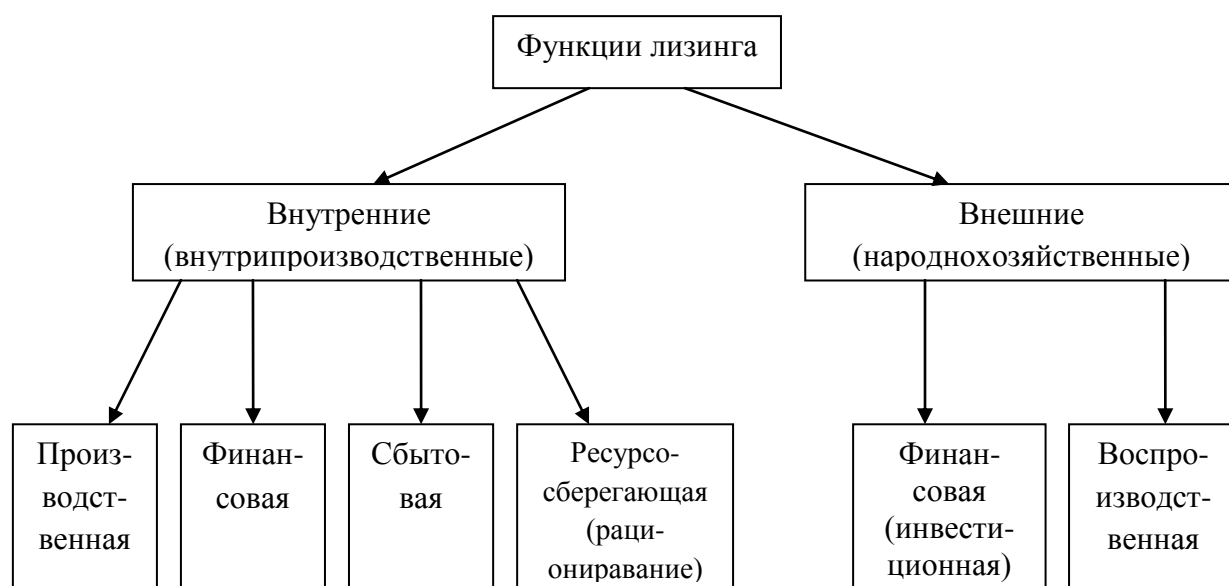 Функции лизинга
Внутренние
(внутрипроизводственные)
Внешние
(народнохозяйственные)
Произ-
водст-
венная
Финан-
совая
Сбыто-
вая
Ресурсо-
сберегающая
(раци-
онираване)
Финан-
совая
(инвести-
ционная)
Воспро-
изводст-
венная